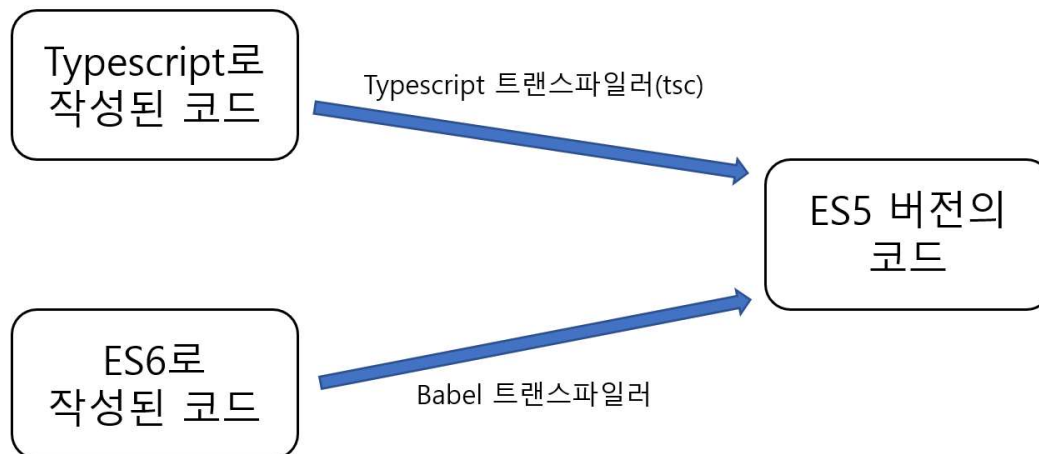 Typescript로
작성된 코드
Typescript 트랜스파일러(tsc)
ES5 버전의
코드
ES6로
작성된 코드
Babel 트랜스파일러